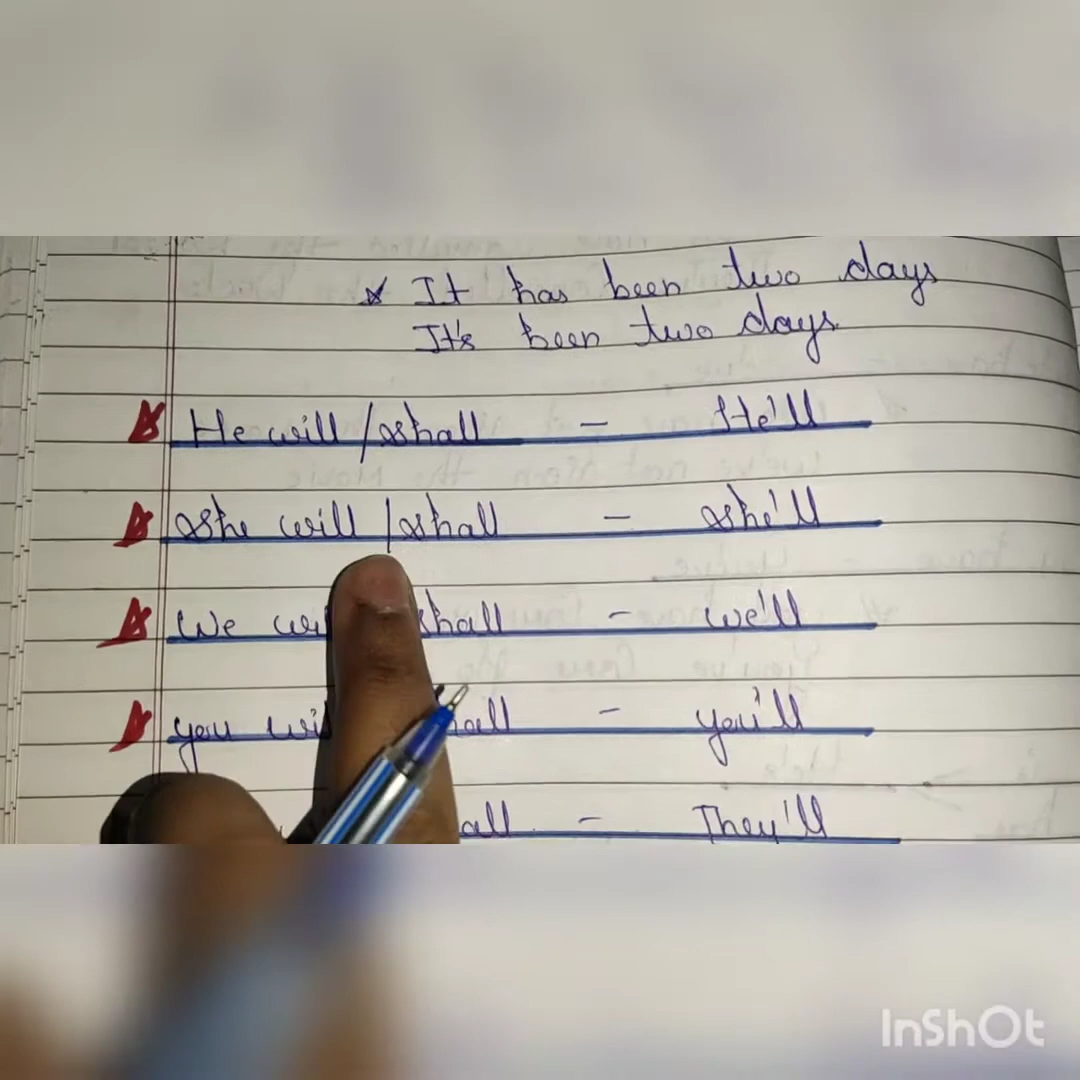 It has been two days
It's been two days
He will/shall - He'll
She will/shall - She'll
We shall - we'll
you - you'll
- They'll
InShOt